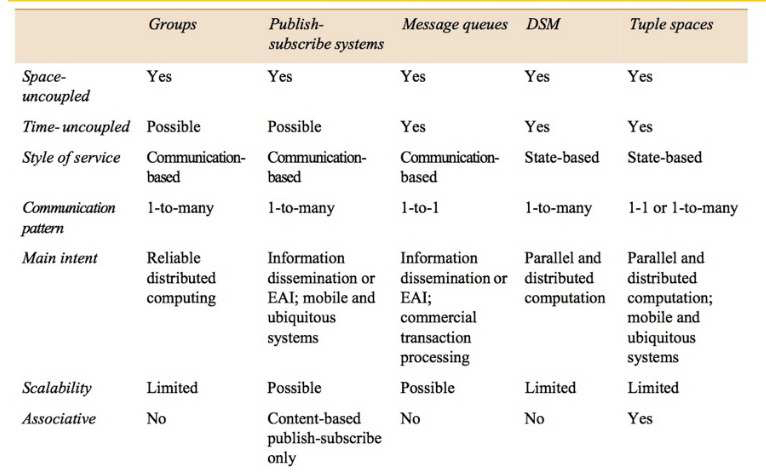 Groups Publish- Message queues DSM Tuple spaces
subscribe systems
Space- Yes Yes Yes Yes Yes
uncoupled
Time- uncoupled Possible Possible Yes Yes Yes
Style of service Communication- Communication- Communication- State-based State-based
based based based
Communication 1-to-many 1-to-many 1-to-1 1-to-many 1-1 or 1-to-many
pattern
Main intent Reliable Information Information Parallel and Parallel and
distributed dissemination or dissemination or distributed distributed
computing EAI; mobile and EAI; computation computation;
ubiquitous commercial mobile and
systems transaction ubiquitous
processing systems
Scalability Limited Possible Possible Limited Limited
Associative No Content-based No No Yes
publish-subscribe
only